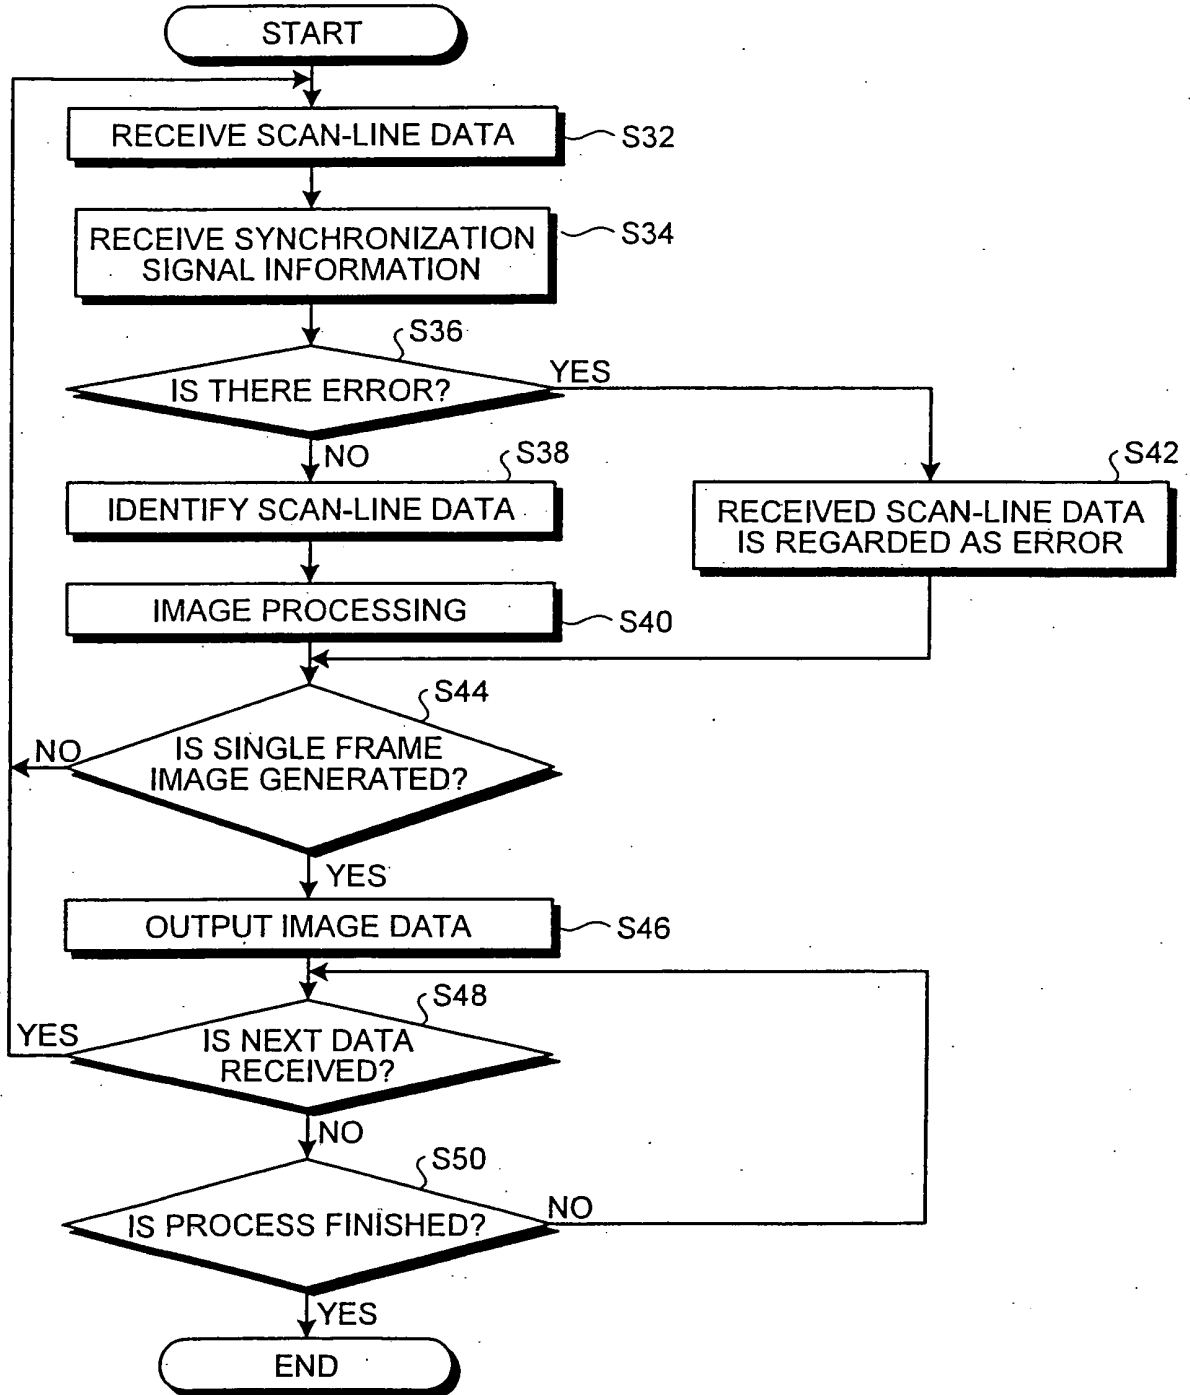 START
RECEIVE SCAN-LINE DATA
S32
RECEIVE SYNCHRONIZATION
SIGNAL INFORMATION
S34
S36
IS THERE ERROR?
YES
NO
S38
IDENTIFY SCAN-LINE DATA
S42
RECEIVED SCAN-LINE DATA
IS REGARDED AS ERROR
IMAGE PROCESSING
S40
S44
IS SINGLE FRAME
IMAGE GENERATED?
NO
YES
OUTPUT IMAGE DATA
S46
S48
IS NEXT DATA
RECEIVED?
YES
NO
S50
IS PROCESS FINISHED?
NO
YES
END